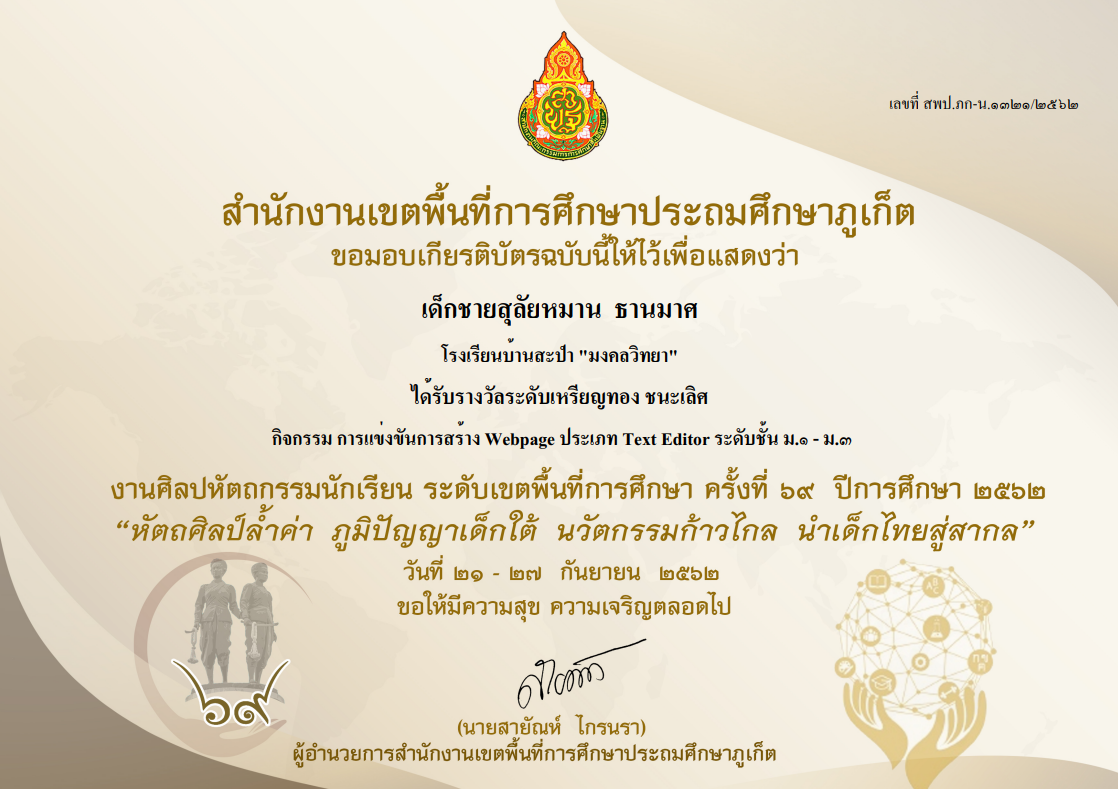 เลขที่ สพป.ภก-น.๑๓๒๑/๒๕๖๒
สำนักงานเขตพื้นที่การศึกษาประถมศึกษาภูเก็ต
ขอมอบเกียรติบัตรฉบับนี้ให้ไว้เพื่อแสดงว่า
เด็กชายสุลัยหมาน ธานมาศ
โรงเรียนบ้านสะปำ "มงคลวิทยา"
ได้รับรางวัลระดับเหรียญทอง ชนะเลิศ
กิจกรรม การแข่งขันการสร้าง Webpage ประเภท Text Editor ระดับชั้น ม.๑ - ม.๓
งานศิลปหัตถกรรมนักเรียน ระดับเขตพื้นที่การศึกษา ครั้งที่ ๖๙ ปีการศึกษา ๒๕๖๒
“หัตถศิลป์ล้ำค่า ภูมิปัญญาเด็กใต้ นวัตกรรมก้าวไกล นำเด็กไทยสู่สากล”
วันที่ ๒๑ - ๒๗ กันยายน ๒๕๖๒
ขอให้มีความสุข ความเจริญตลอดไป
๖๙
(นายสายัณห์ ไกรนรา)
ผู้อำนวยการสำนักงานเขตพื้นที่การศึกษาประถมศึกษาภูเก็ต